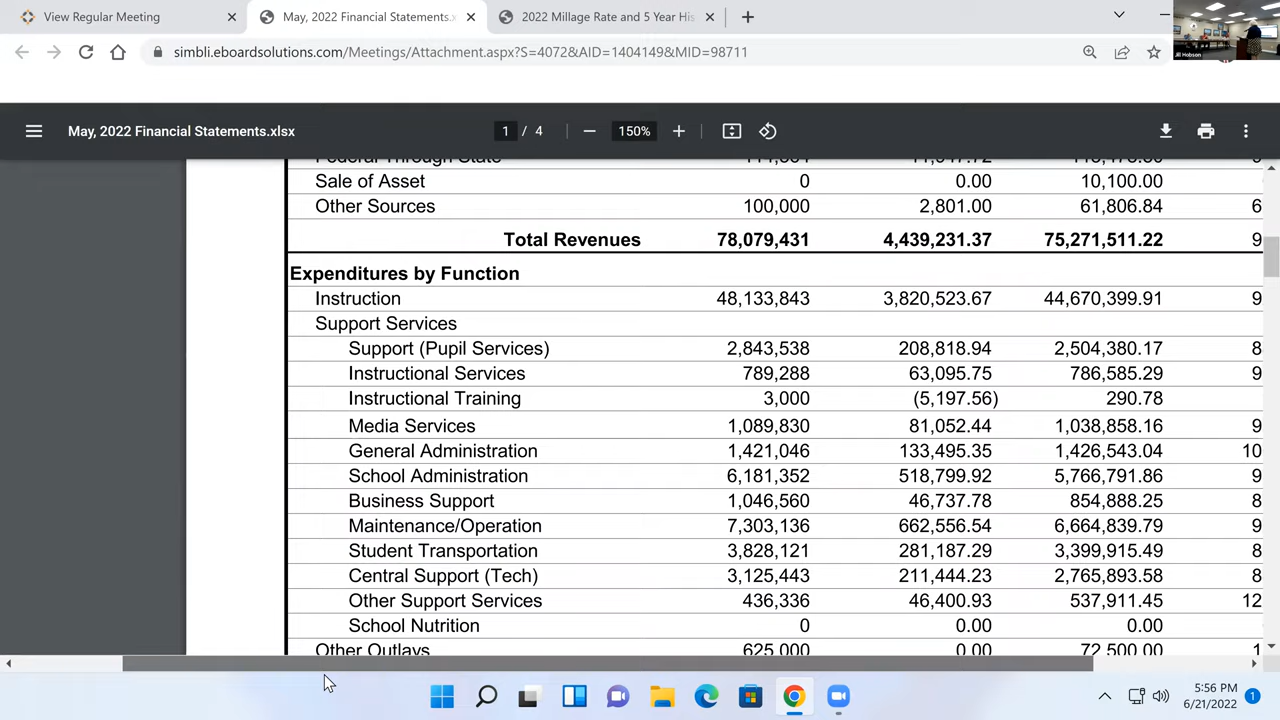 View Regular Meeting
May, 2022 Financial Statements.x
2022 Millage Rate and 5 Year His
simbli.eboardsolutions.com/Meetings/Attachment.aspx?S=4072&AID=1404149&MID=98711
Jill Hobson
May, 2022 Financial Statements.xlsx
1 / 4
150%
Federal Through State
Sale of Asset 0 0.00 10,100.00
Other Sources 100,000 2,801.00 61,806.84 6
Total Revenues 78,079,431 4,439,231.37 75,271,511.22 9
Expenditures by Function
Instruction 48,133,843 3,820,523.67 44,670,399.91 9
Support Services
Support (Pupil Services) 2,843,538 208,818.94 2,504,380.17 8
Instructional Services 789,288 63,095.75 786,585.29 9
Instructional Training 3,000 (5,197.56) 290.78
Media Services 1,089,830 81,052.44 1,038,858.16 9
General Administration 1,421,046 133,495.35 1,426,543.04 10
School Administration 6,181,352 518,799.92 5,766,791.86 9
Business Support 1,046,560 46,737.78 854,888.25 8
Maintenance/Operation 7,303,136 662,556.54 6,664,839.79 9
Student Transportation 3,828,121 281,187.29 3,399,915.49 8
Central Support (Tech) 3,125,443 211,444.23 2,765,893.58 8
Other Support Services 436,336 46,400.93 537,911.45 12
School Nutrition 0 0.00 0.00
Other Outlays 625,000 0.00 72,500.00 1
5:56 PM
6/21/2022
1